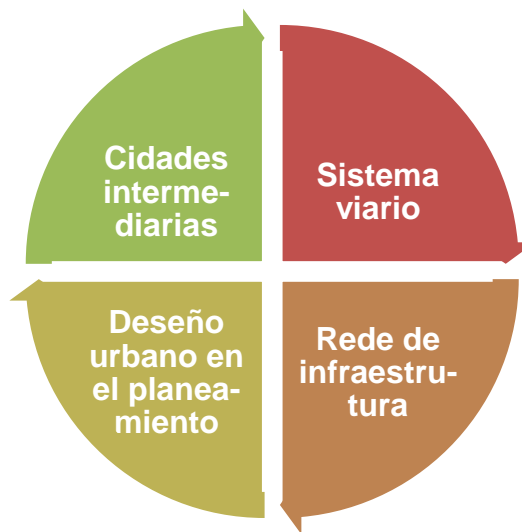 Cidades
interme-
diarias
Sistema
viario
Deseño
urbano en
el planea-
miento
Rede de
infraestru-
tura